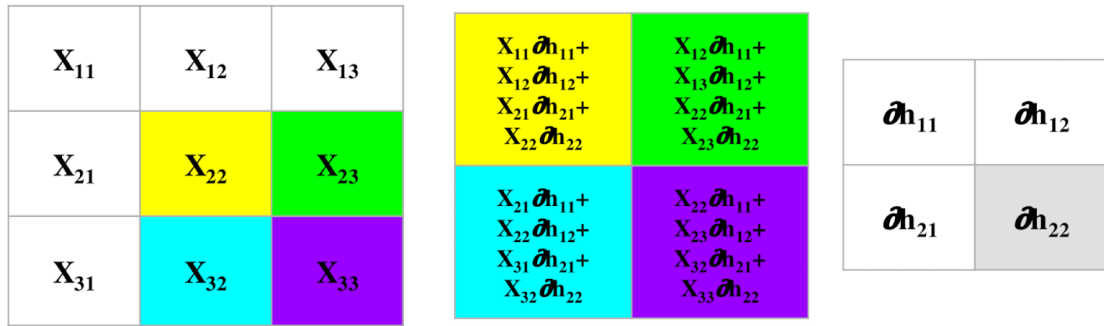 X₁₁ X₁₂ X₁₃
X₂₁ X₂₂ X₂₃
X₃₁ X₃₂ X₃₃
X₁₁∂h₁₁+
X₁₂∂h₁₂+
X₂₁∂h₂₁+
X₂₂∂h₂₂
X₁₂∂h₁₁+
X₁₃∂h₁₂+
X₂₂∂h₂₁+
X₂₃∂h₂₂
X₂₁∂h₁₁+
X₂₂∂h₁₂+
X₃₁∂h₂₁+
X₃₂∂h₂₂
X₂₂∂h₁₁+
X₂₃∂h₁₂+
X₃₂∂h₂₁+
X₃₃∂h₂₂
∂h₁₁ ∂h₁₂
∂h₂₁ ∂h₂₂